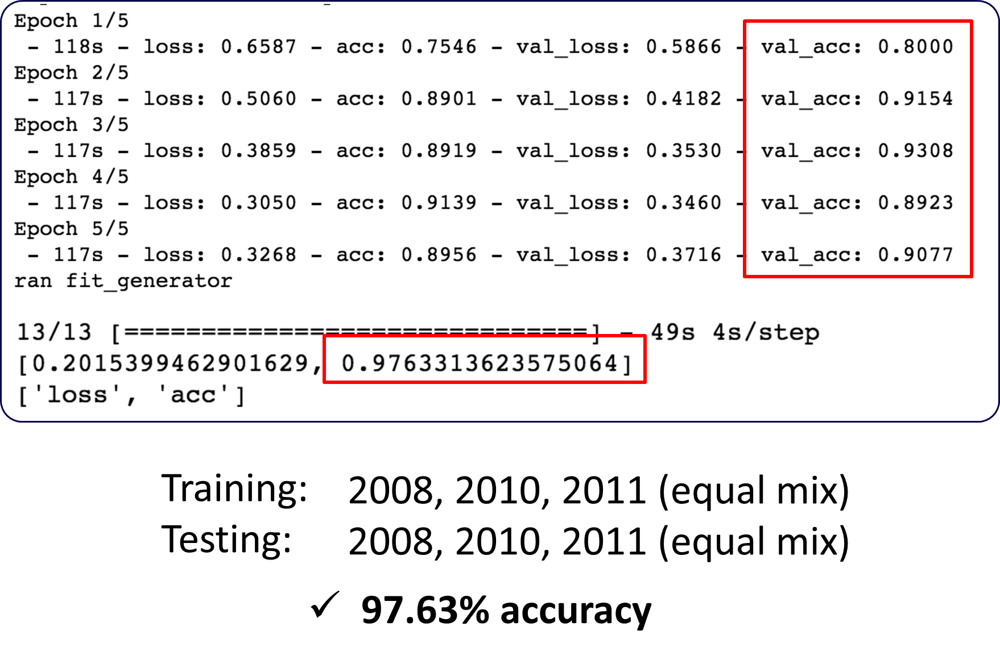 Epoch 1/5
- 118s - loss: 0.6587 - acc: 0.7546 - val_loss: 0.5866 - val_acc: 0.8000
Epoch 2/5
- 117s - loss: 0.5060 - acc: 0.8901 - val_loss: 0.4182 - val_acc: 0.9154
Epoch 3/5
- 117s - loss: 0.3859 - acc: 0.8919 - val_loss: 0.3530 - val_acc: 0.9308
Epoch 4/5
- 117s - loss: 0.3050 - acc: 0.9139 - val_loss: 0.3460 - val_acc: 0.8923
Epoch 5/5
- 117s - loss: 0.3268 - acc: 0.8956 - val_loss: 0.3716 - val_acc: 0.9077
ran fit_generator
13/13 [==============================] - 49s 4s/step
[0.2015399462901629, 0.9763313623575064]
['loss', 'acc']
Training: 2008, 2010, 2011 (equal mix)
Testing: 2008, 2010, 2011 (equal mix)
✓ 97.63% accuracy